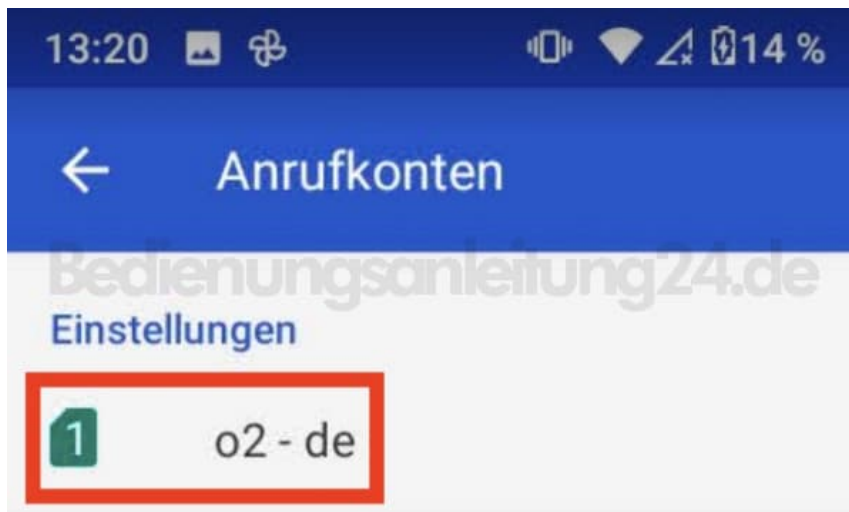 13:20 14 %
Anrufkonten
Bedienungsanleitung24.de
Einstellungen
1 o2 - de